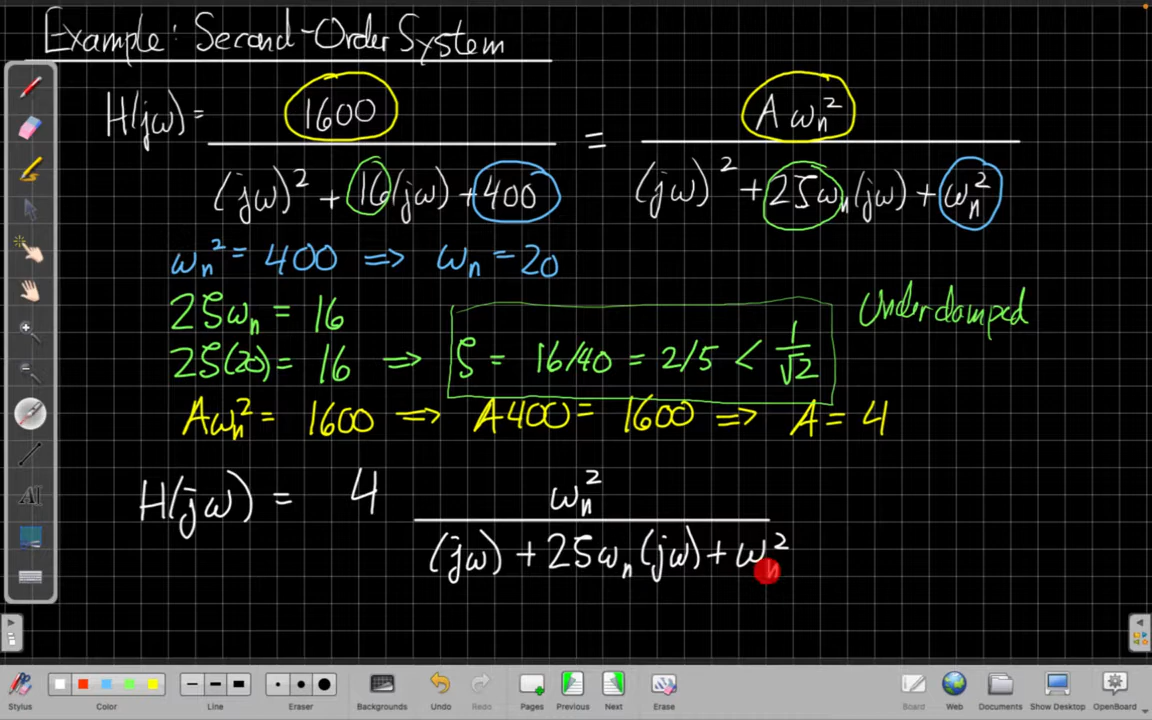 Example: Second-Order System
H(jω) = 1600 / ((jω)² + 16(jω) + 400) = Aωₙ² / ((jω)² + 2ζωₙ(jω) + ωₙ²)
ωₙ² = 400 ⇒ ωₙ = 20
2ζωₙ = 16
Underdamped
2ζ(20) = 16 ⇒ ζ = 16/40 = 2/5 < 1/√2
Aωₙ² = 1600 ⇒ A400 = 1600 ⇒ A = 4
H(jω) = 4 ωₙ² / ((jω) + 2ζωₙ(jω) + ωₙ²)
Stylus Color Line Eraser Backgrounds Undo Redo Pages Previous Next Erase Board Web Documents Show Desktop OpenBoard